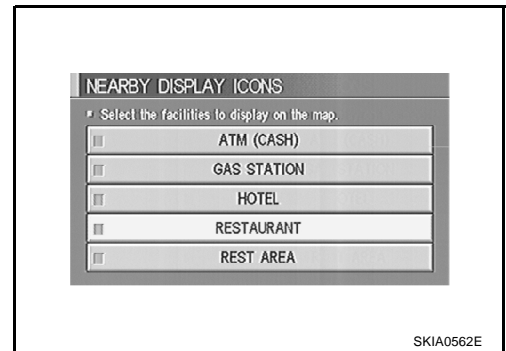 NEARBY DISPLAY ICONS
Select the facilities to display on the map.
ATM (CASH)
GAS STATION
HOTEL
RESTAURANT
REST AREA
SKIA0562E